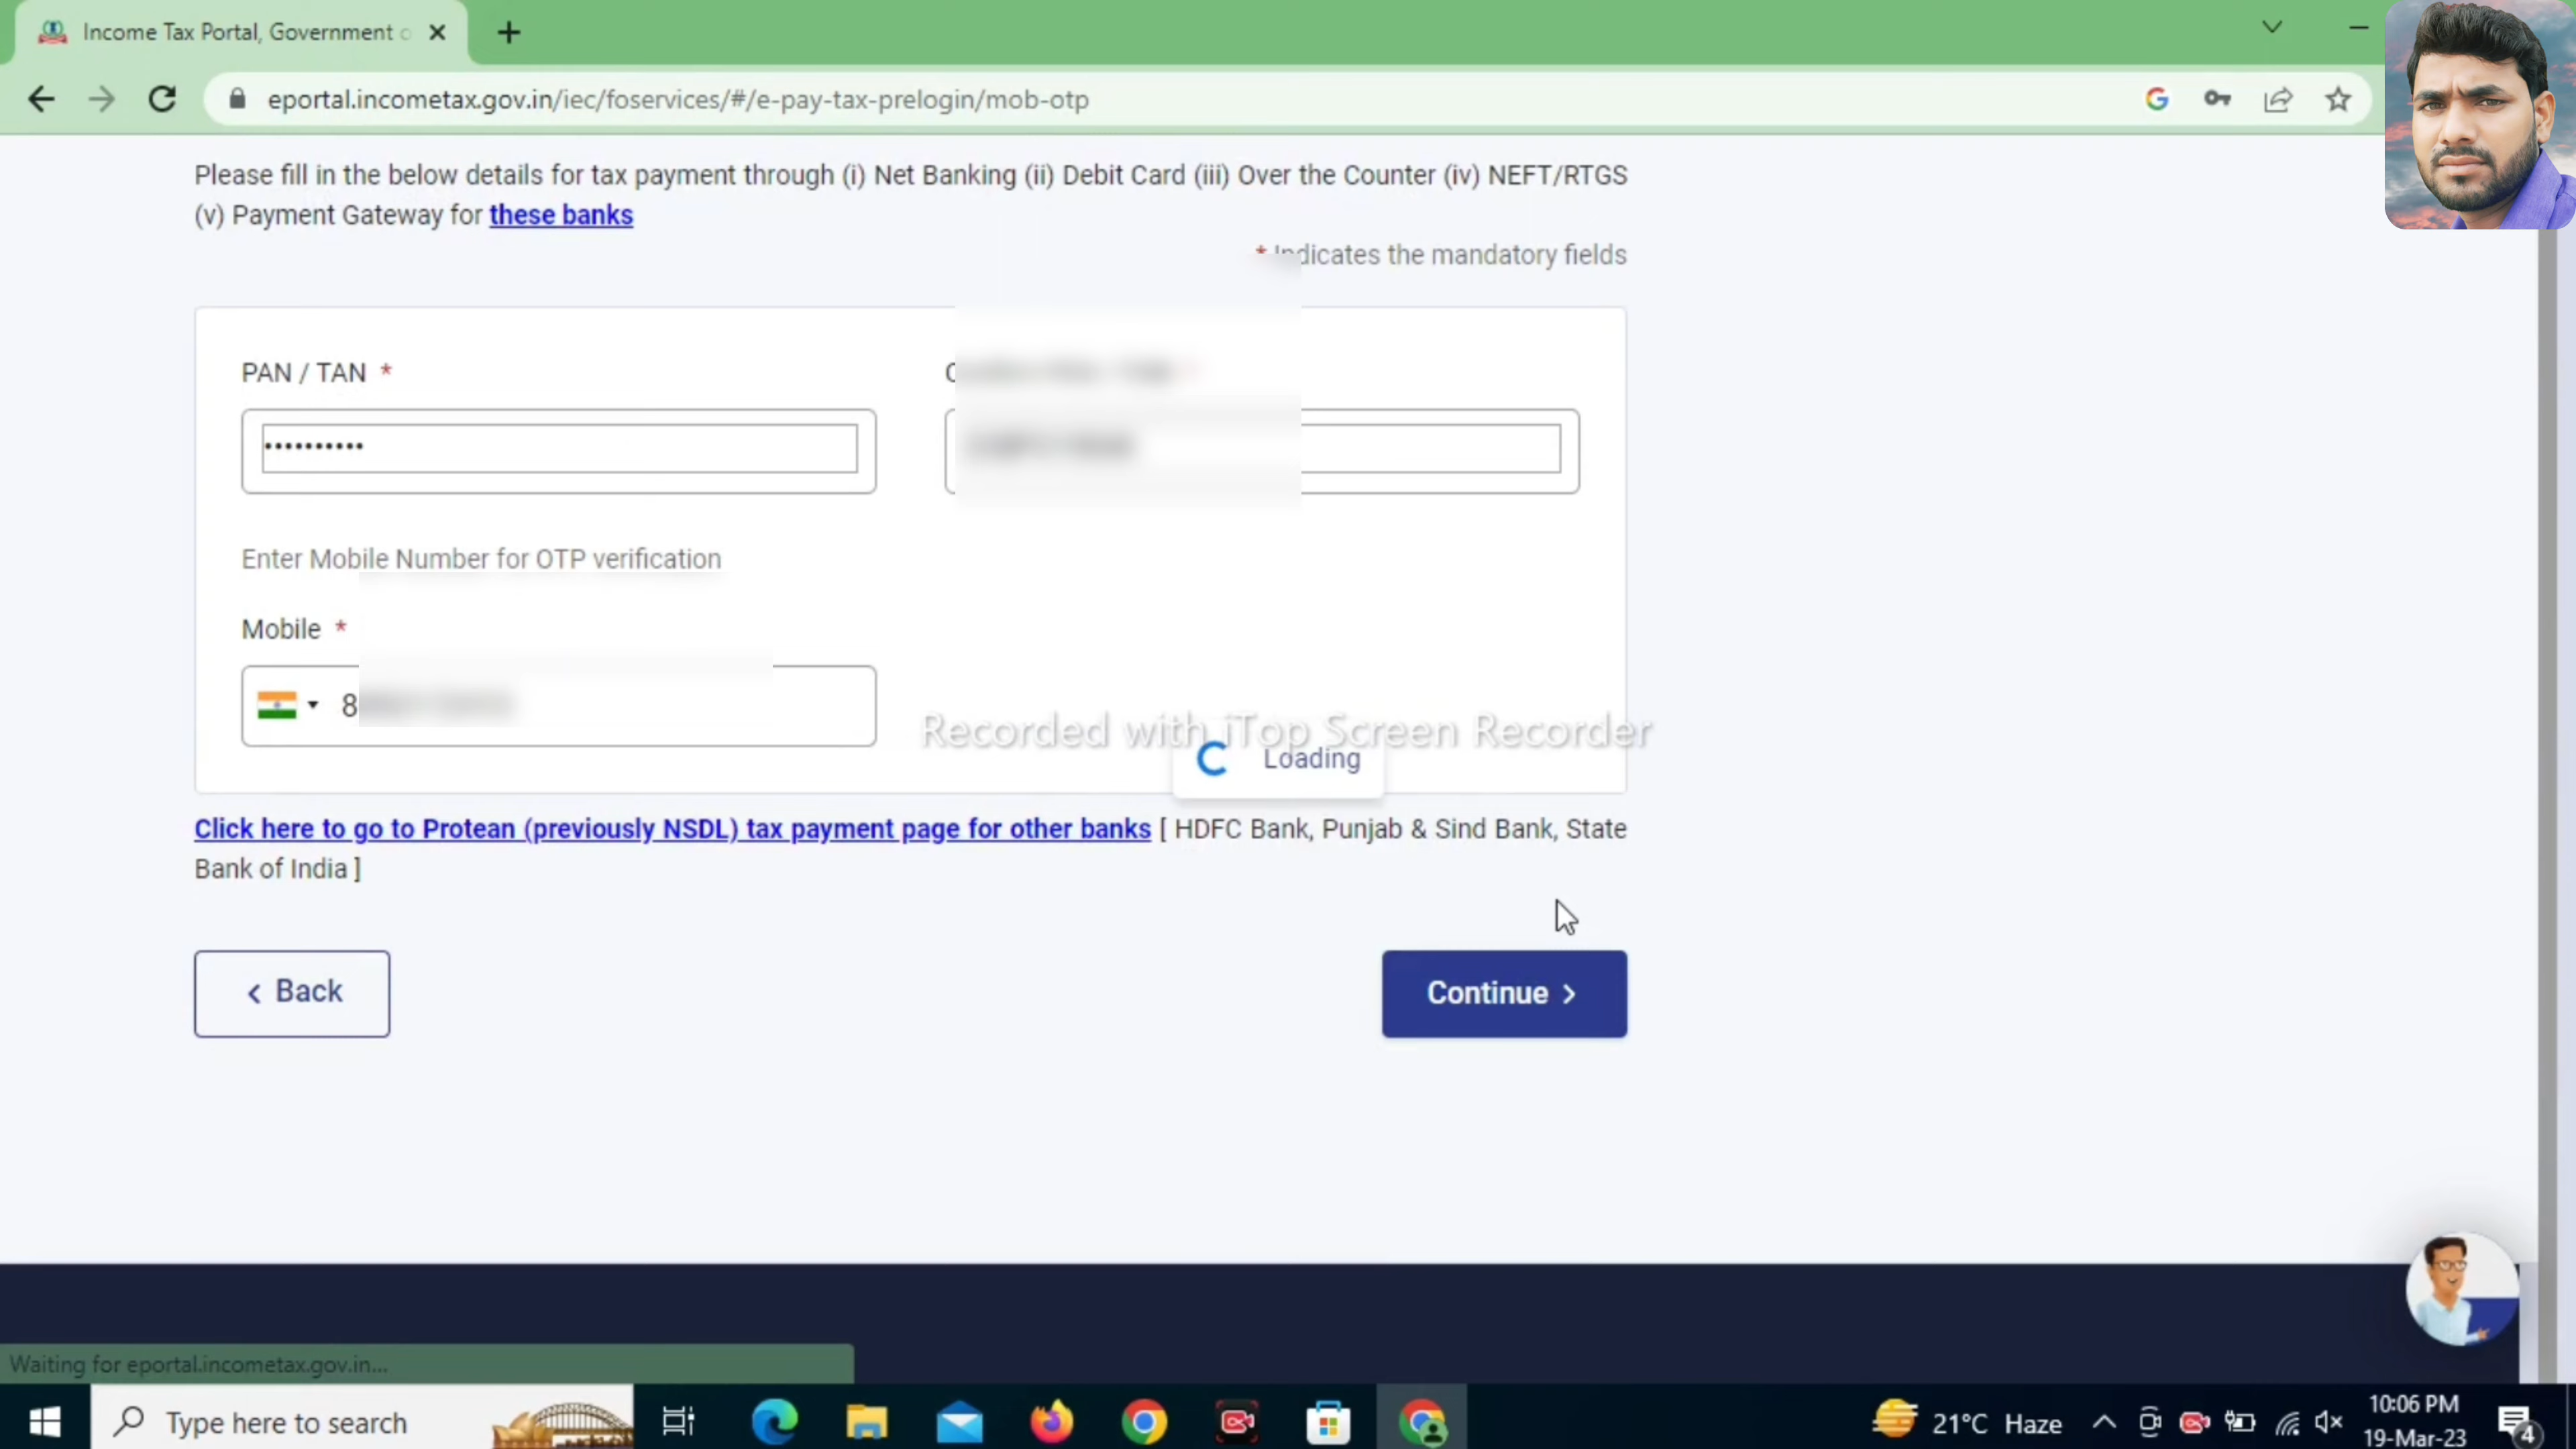 Income Tax Portal, Government
eportal.incometax.gov.in/iec/foservices/#/e-pay-tax-prelogin/mob-otp
Please fill in the below details for tax payment through (i) Net Banking (ii) Debit Card (iii) Over the Counter (iv) NEFT/RTGS
(v) Payment Gateway for these banks
* Indicates the mandatory fields
PAN / TAN *
••••••••••
Enter Mobile Number for OTP verification
Mobile *
8
Recorded with iTop Screen Recorder
Loading
Click here to go to Protean (previously NSDL) tax payment page for other banks [ HDFC Bank, Punjab & Sind Bank, State
Bank of India ]
Back
Continue
Waiting for eportal.incometax.gov.in...
Type here to search
21°C Haze
10:06 PM
19-Mar-23
4